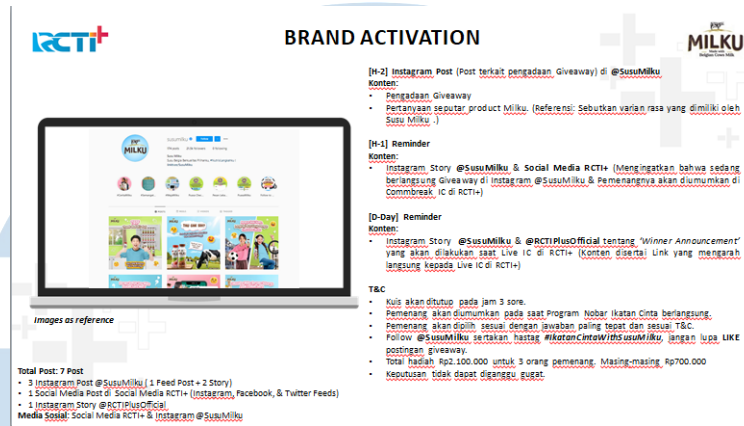 RCTI+
BRAND ACTIVATION
MILKU
[H-2] Instagram Post (Post terkait pengadaan Giveaway) di @SusuMilku
Konten:
• Pengadaan Giveaway
• Pertanyaan seputar product Milku. (Referensi: Sebutkan varian rasa yang dimiliki oleh
Susu Milku .)
[H-1] Reminder
Konten:
• Instagram Story @SusuMilku & Social Media RCTI+ (Mengingatkan bahwa sedang
berlangsung Giveaway di Instagram @SusuMilku & Pemenangnya akan diumumkan di
Commbreak IC di RCTI+)
[D-Day] Reminder
Konten:
• Instagram Story @SusuMilku & @RCTIPlusOfficial tentang 'Winner Announcement'
yang akan dilakukan saat Live IC di RCTI+ (Konten disertai Link yang mengarah
langsung kepada Live IC di RCTI+)
T&C
• Kuis akan ditutup pada jam 3 sore.
• Pemenang akan diumumkan pada saat Program Nobar Ikatan Cinta berlangsung.
• Pemenang akan dipilih sesuai dengan jawaban paling tepat dan sesuai T&C.
• Follow @SusuMilku sertakan hastag #IkatanCintaWithSusuMilku, jangan lupa LIKE
postingan giveaway.
• Total hadiah Rp2.100.000 untuk 3 orang pemenang. Masing-masing Rp700.000
• Keputusan tidak dapat diganggu gugat.
MILKU
susumilku
Images as reference
Total Post: 7 Post
• 3 Instagram Post @SusuMilku ( 1 Feed Post + 2 Story)
• 1 Social Media Post di Social Media RCTI+ (Instagram, Facebook, & Twitter Feeds)
• 1 Instagram Story @RCTIPlusOfficial
Media Sosial: Social Media RCTI+ & Instagram @SusuMilku